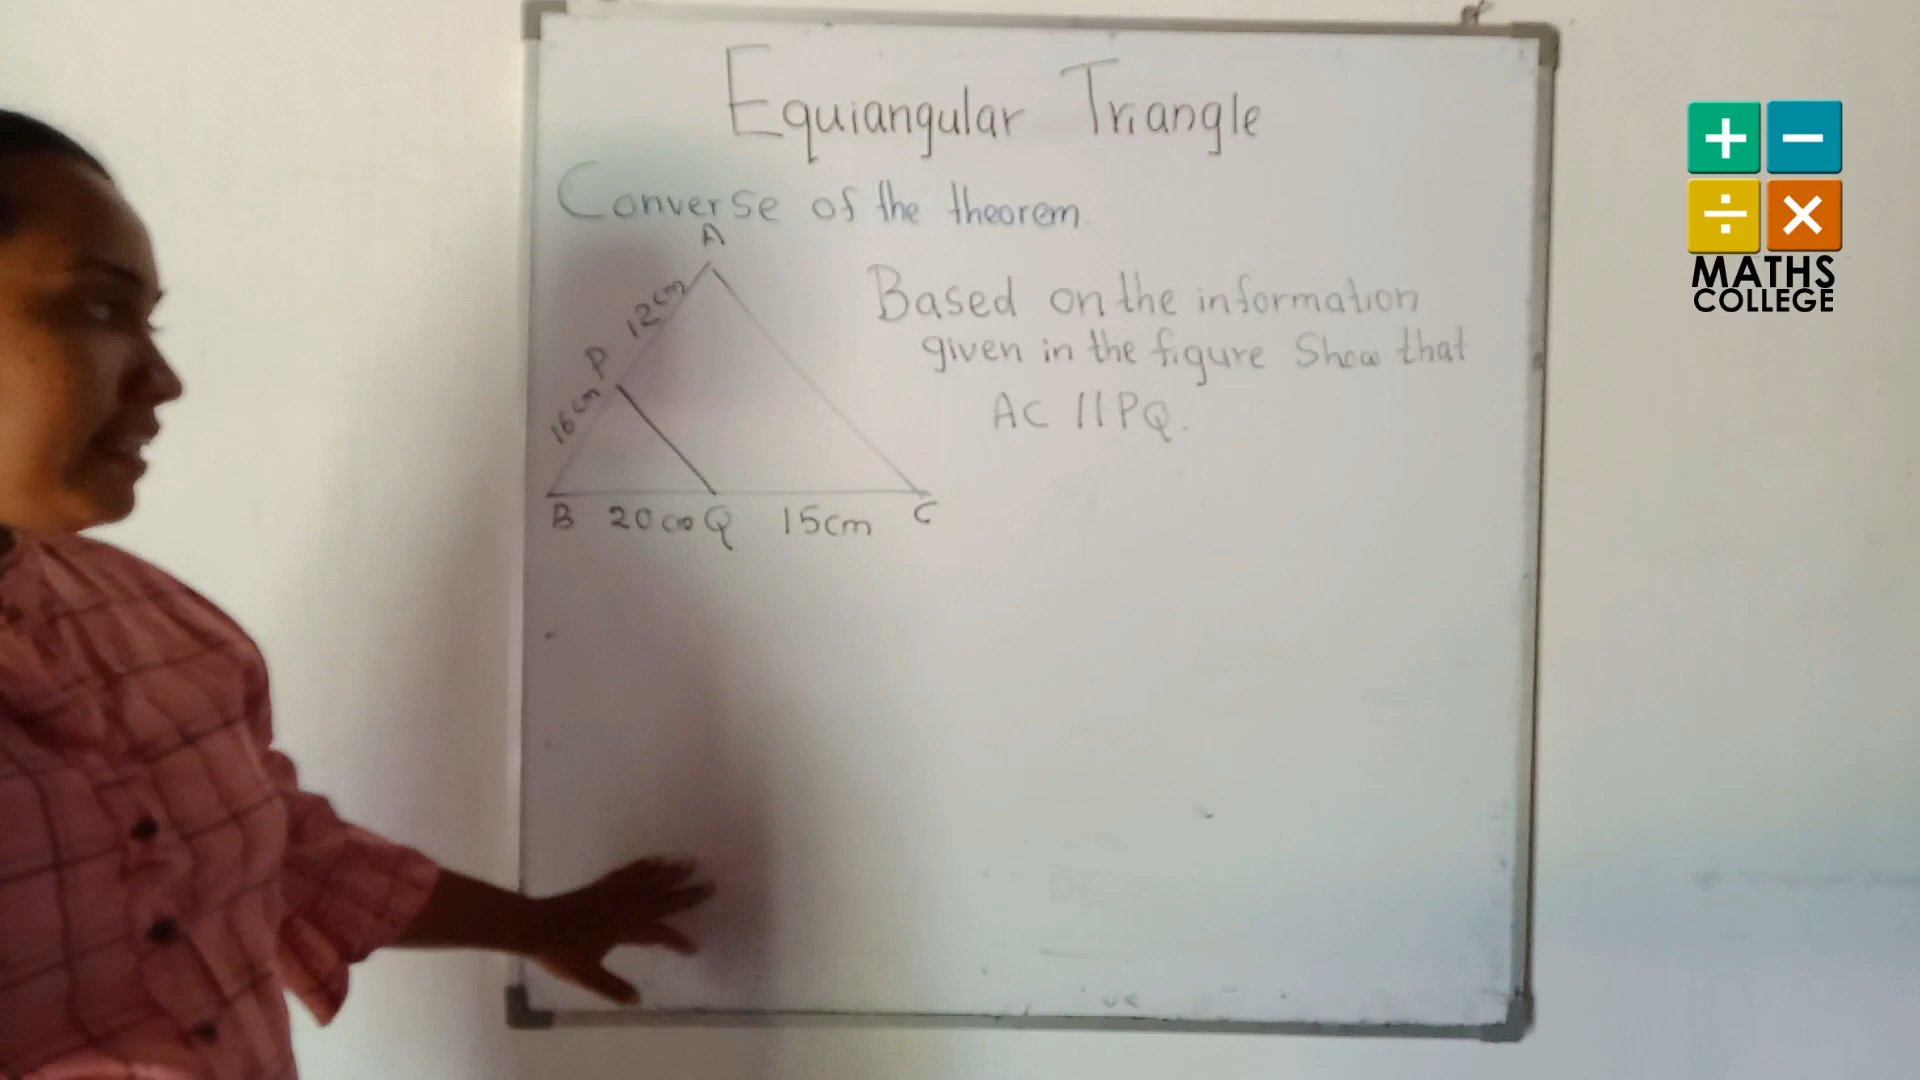 Equiangular Triangle
Converse of the theorem.
A
12cm
P
16cm
B 20cm Q 15cm C
Based on the information
given in the figure Show that
AC // PQ.
+ −
÷ ×
MATHS
COLLEGE